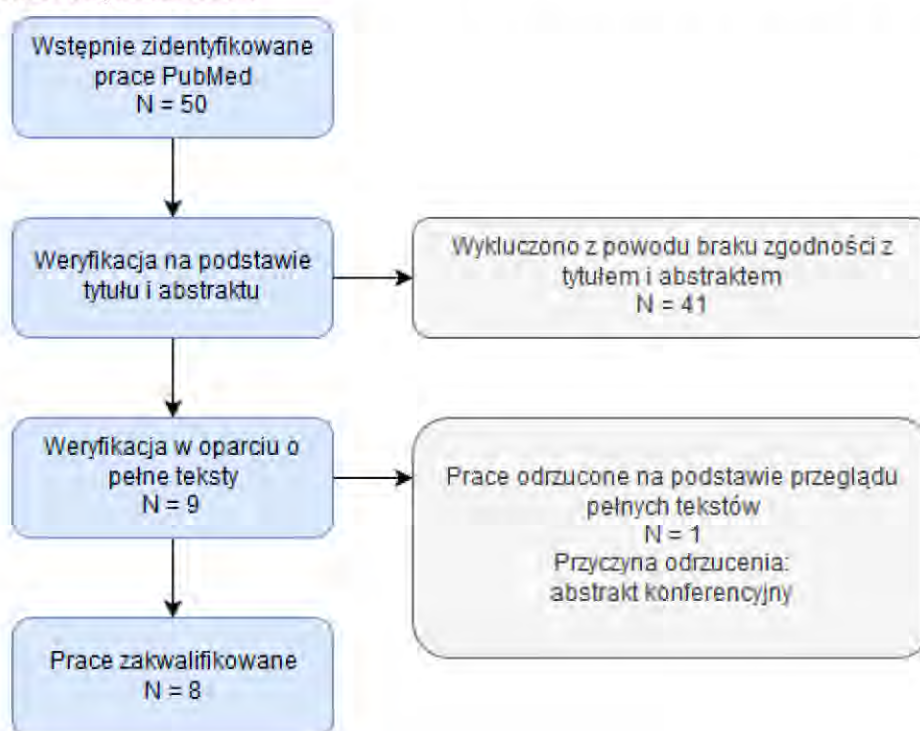 Wstępnie zidentyfikowane
prace PubMed
N = 50
Weryfikacja na podstawie
tytułu i abstraktu
Wykluczono z powodu braku zgodności z
tytułem i abstraktem
N = 41
Weryfikacja w oparciu o
pełne teksty
N = 9
Prace odrzucone na podstawie przeglądu
pełnych tekstów
N = 1
Przyczyna odrzucenia:
abstrakt konferencyjny
Prace zakwalifikowane
N = 8